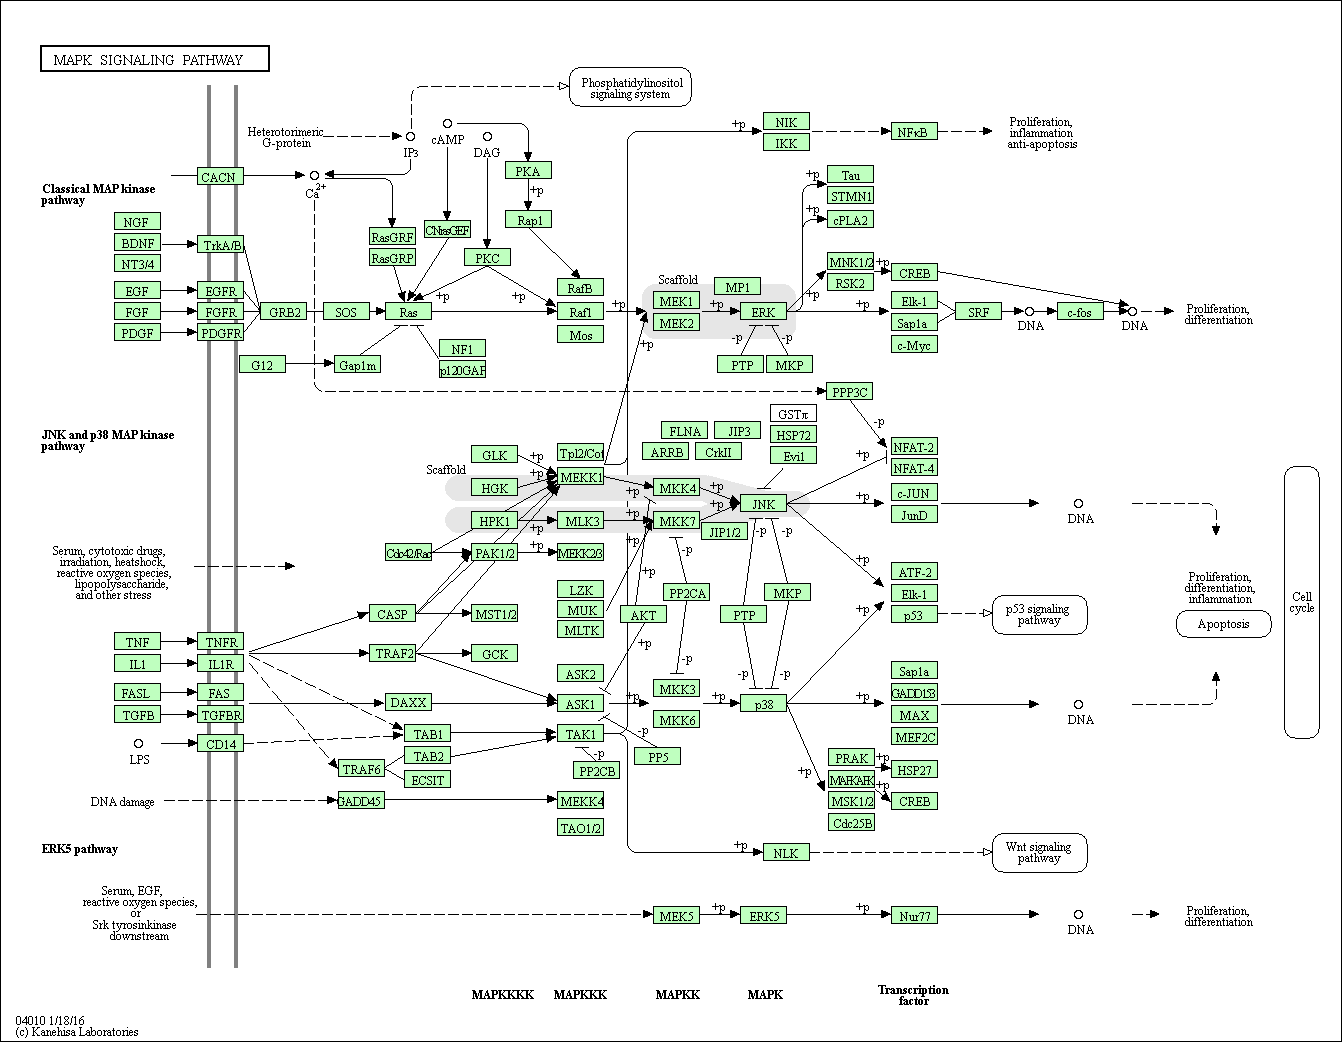 MAPK SIGNALING PATHWAY
Phosphatidylinositol
signaling system
Heterotorimeric
G-protein
IP3
cAMP
DAG
+p
NIK
IKK
NFκB
Proliferation,
inflammation
anti-apoptosis
Classical MAP kinase
pathway
CACN
Ca2+
PKA
+p
Rap1
+p
Tau
STMN1
+p
cPLA2
NGF
BDNF
NT3/4
TrkA/B
RasGRF
RasGRP
CNrasGEF
PKC
RafB
Scaffold
MP1
MNK1/2
RSK2
+p
+p
CREB
EGF
FGF
PDGF
EGFR
FGFR
PDGFR
GRB2
SOS
Ras
+p
+p
Raf1
Mos
+p
MEK1
MEK2
+p
ERK
+p
Elk-1
Sap1a
c-Myc
SRF
DNA
c-fos
DNA
Proliferation,
differentiation
G12
Gap1m
NF1
p120GAP
+p
-p
-p
PTP
MKP
PPP3C
-p
JNK and p38 MAP kinase
pathway
GSTπ
HSP72
Evi1
FLNA
JIP3
ARRB
CrkII
NFAT-2
NFAT-4
+p
Scaffold
GLK
HGK
HPK1
+p
+p
+p
+p
Tpl2/Cot
MEKK1
MLK3
MEKK2/3
+p
+p
+p
MKK4
MKK7
+p
+p
JNK
JIP1/2
+p
c-JUN
JunD
DNA
Cdc42/Rac
PAK1/2
Serum, cytotoxic drugs,
irradiation, heatshock,
reactive oxygen species,
lipopolysaccharide,
and other stress
-p
-p
-p
+p
+p
ATF-2
Elk-1
p53
LZK
MUK
MLTK
AKT
PP2CA
PTP
MKP
+p
+p
p53 signaling
pathway
Proliferation,
differentiation,
inflammation
Apoptosis
Cell
cycle
CASP
MST1/2
TRAF2
GCK
TNF
IL1
TNFR
IL1R
FASL
TGFB
FAS
TGFBR
LPS
CD14
DAXX
ASK2
ASK1
+p
-p
MKK3
MKK6
+p
-p
-p
p38
+p
Sap1a
GADD153
MAX
MEF2C
DNA
TAB1
TAB2
ECSIT
TRAF6
TAK1
-p
-p
PP2CB
PP5
+p
PRAK
MAPKAPK
MSK1/2
Cdc25B
+p
+p
HSP27
CREB
DNA damage
GADD45
MEKK4
TAO1/2
ERK5 pathway
+p
NLK
Wnt signaling
pathway
Serum, EGF,
reactive oxygen species,
or
Srk tyrosinkinase
downstream
MEK5
+p
ERK5
+p
Nur77
DNA
Proliferation,
differentiation
MAPKKKK
MAPKKK
MAPKK
MAPK
Transcription
factor
04010 1/18/16
(c) Kanehisa Laboratories